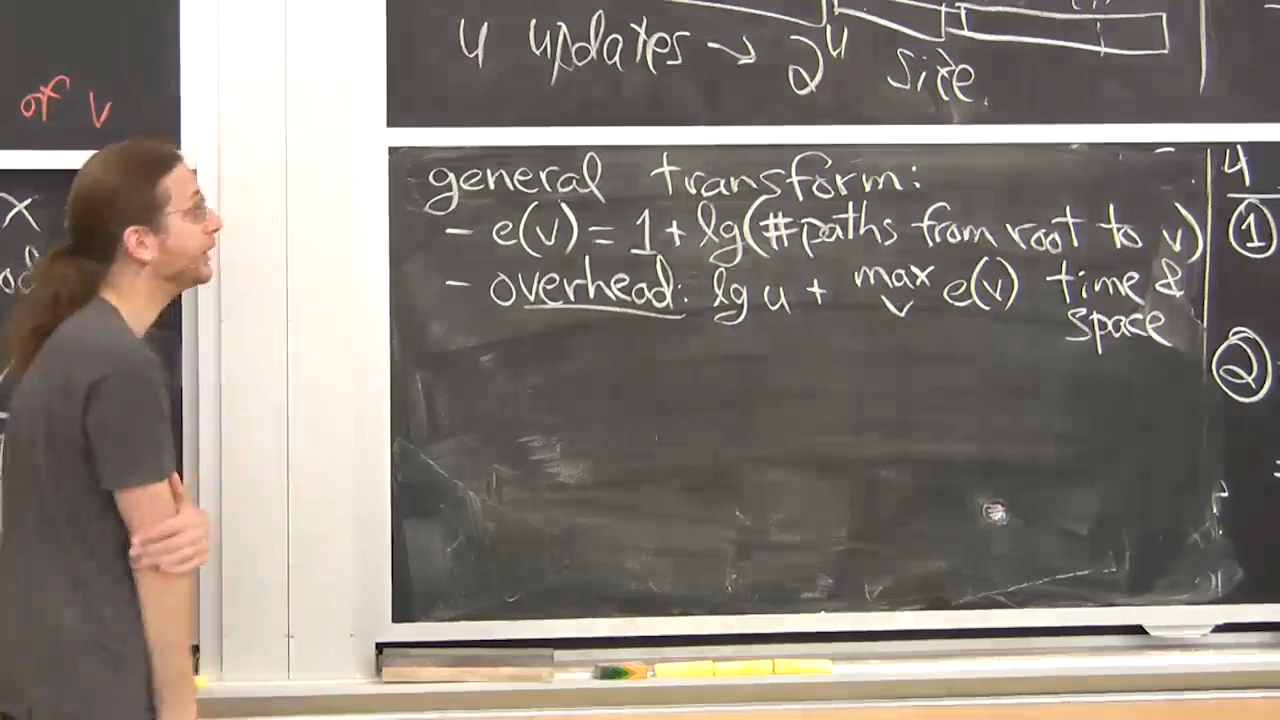 of v
x
u updates → 2^u size.
general transform:
- e(v) = 1 + lg(#paths from root to v)
- overhead: lg u + max_v e(v) time &
space
4
①
②